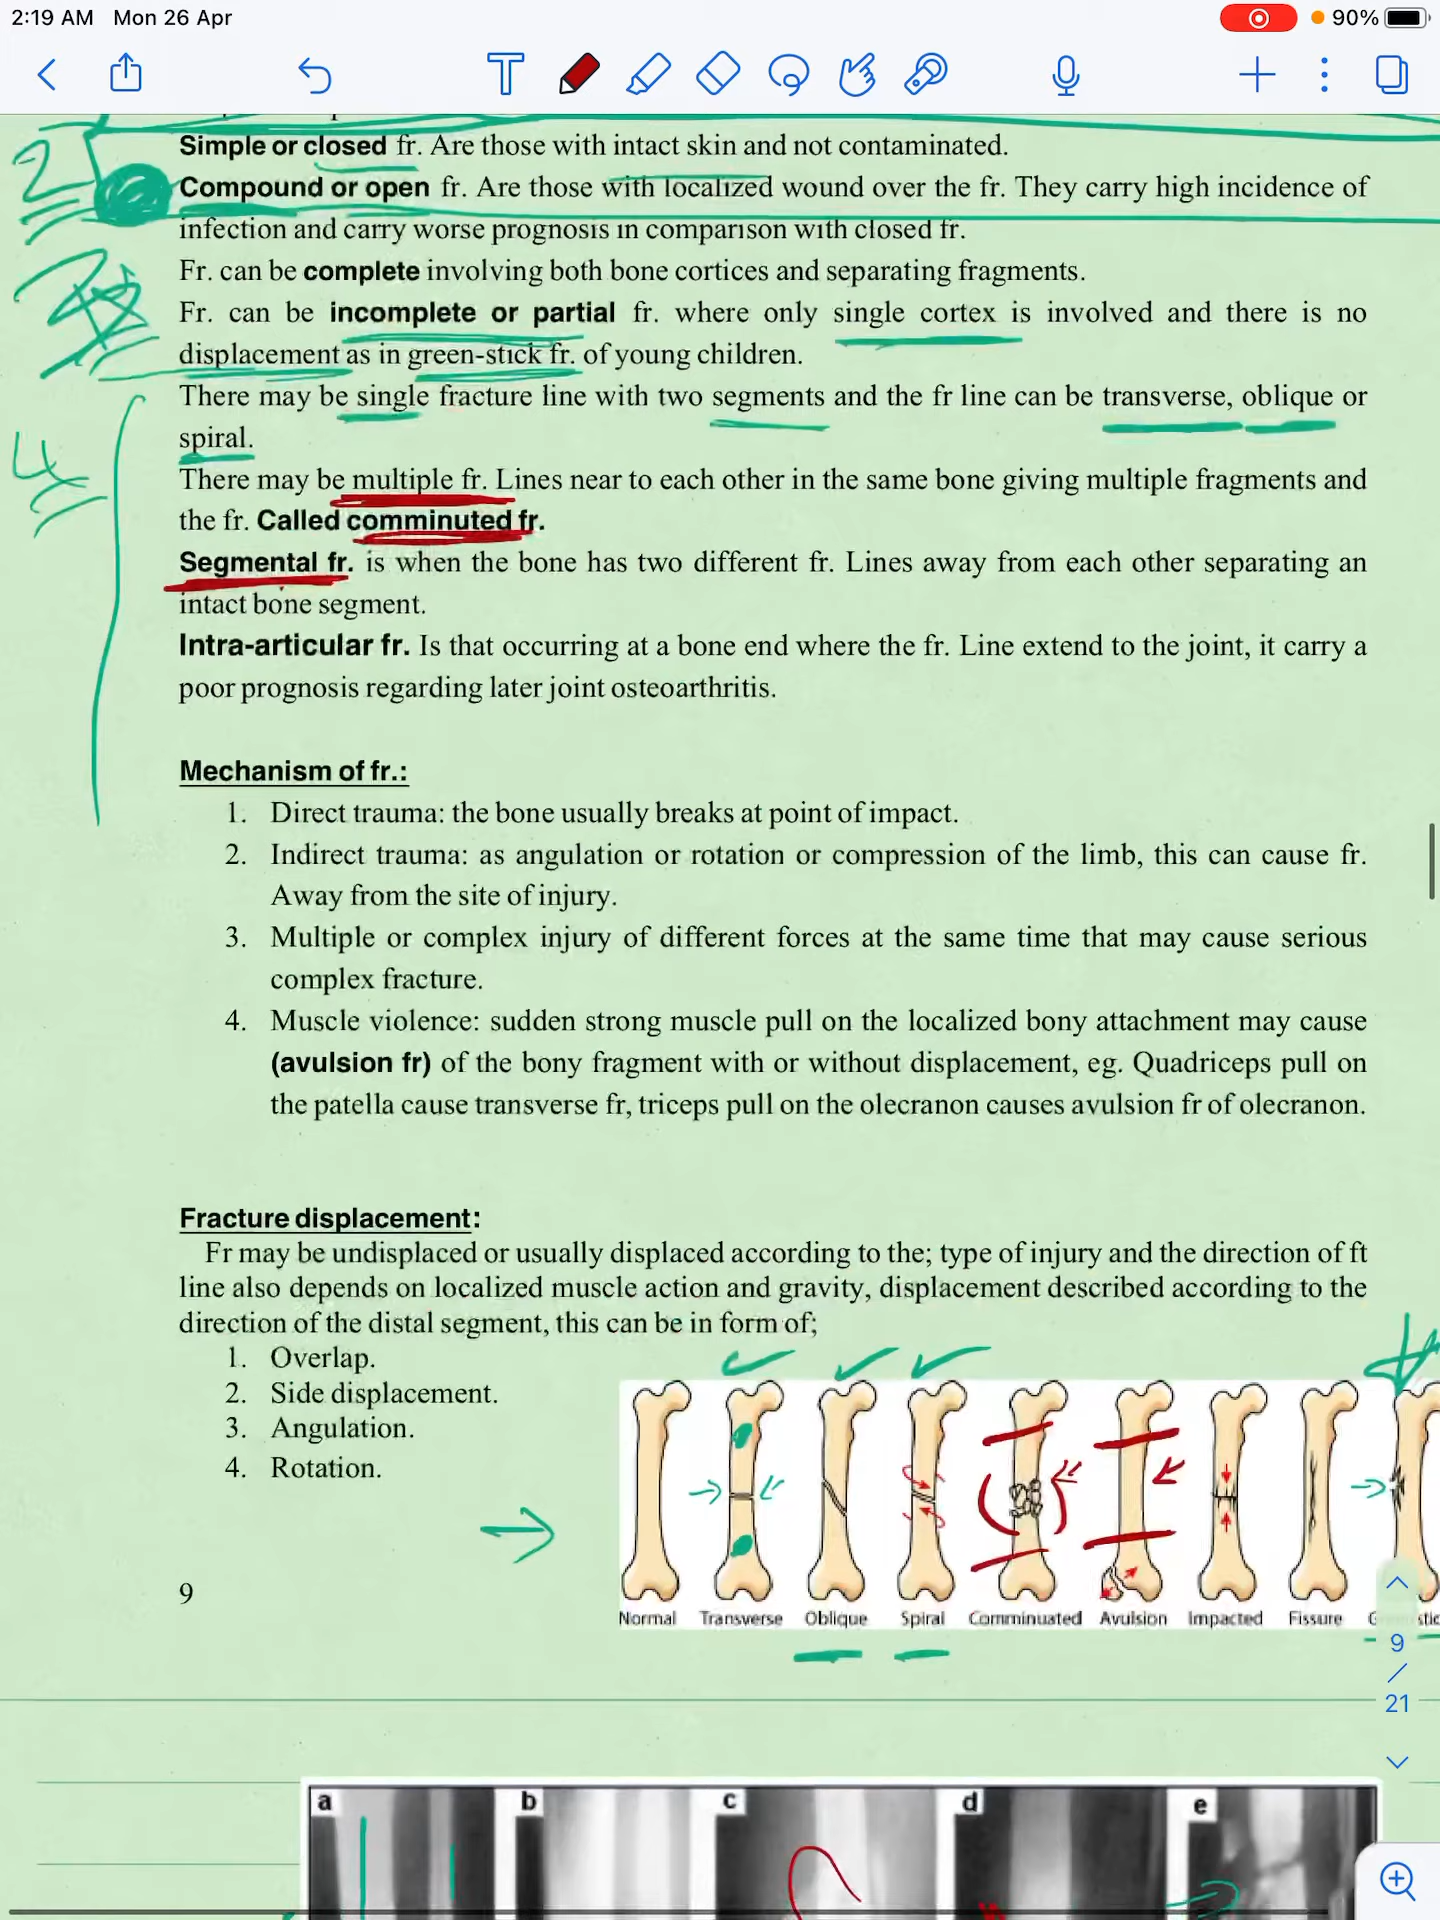 2:19 AM Mon 26 Apr
90%
Simple or closed fr. Are those with intact skin and not contaminated.
Compound or open fr. Are those with localized wound over the fr. They carry high incidence of
infection and carry worse prognosis in comparison with closed fr.
Fr. can be complete involving both bone cortices and separating fragments.
Fr. can be incomplete or partial fr. where only single cortex is involved and there is no
displacement as in green-stick fr. of young children.
There may be single fracture line with two segments and the fr line can be transverse, oblique or
spiral.
There may be multiple fr. Lines near to each other in the same bone giving multiple fragments and
the fr. Called comminuted fr.
Segmental fr. is when the bone has two different fr. Lines away from each other separating an
intact bone segment.
Intra-articular fr. Is that occurring at a bone end where the fr. Line extend to the joint, it carry a
poor prognosis regarding later joint osteoarthritis.
2
4
Mechanism of fr.:
1. Direct trauma: the bone usually breaks at point of impact.
2. Indirect trauma: as angulation or rotation or compression of the limb, this can cause fr.
Away from the site of injury.
3. Multiple or complex injury of different forces at the same time that may cause serious
complex fracture.
4. Muscle violence: sudden strong muscle pull on the localized bony attachment may cause
(avulsion fr) of the bony fragment with or without displacement, eg. Quadriceps pull on
the patella cause transverse fr, triceps pull on the olecranon causes avulsion fr of olecranon.
Fracture displacement:
Fr may be undisplaced or usually displaced according to the; type of injury and the direction of ft
line also depends on localized muscle action and gravity, displacement described according to the
direction of the distal segment, this can be in form of;
1. Overlap.
2. Side displacement.
3. Angulation.
4. Rotation.
Normal Transverse Oblique Spiral Comminuated Avulsion Impacted Fissure
9
9
/
21
a b c d e